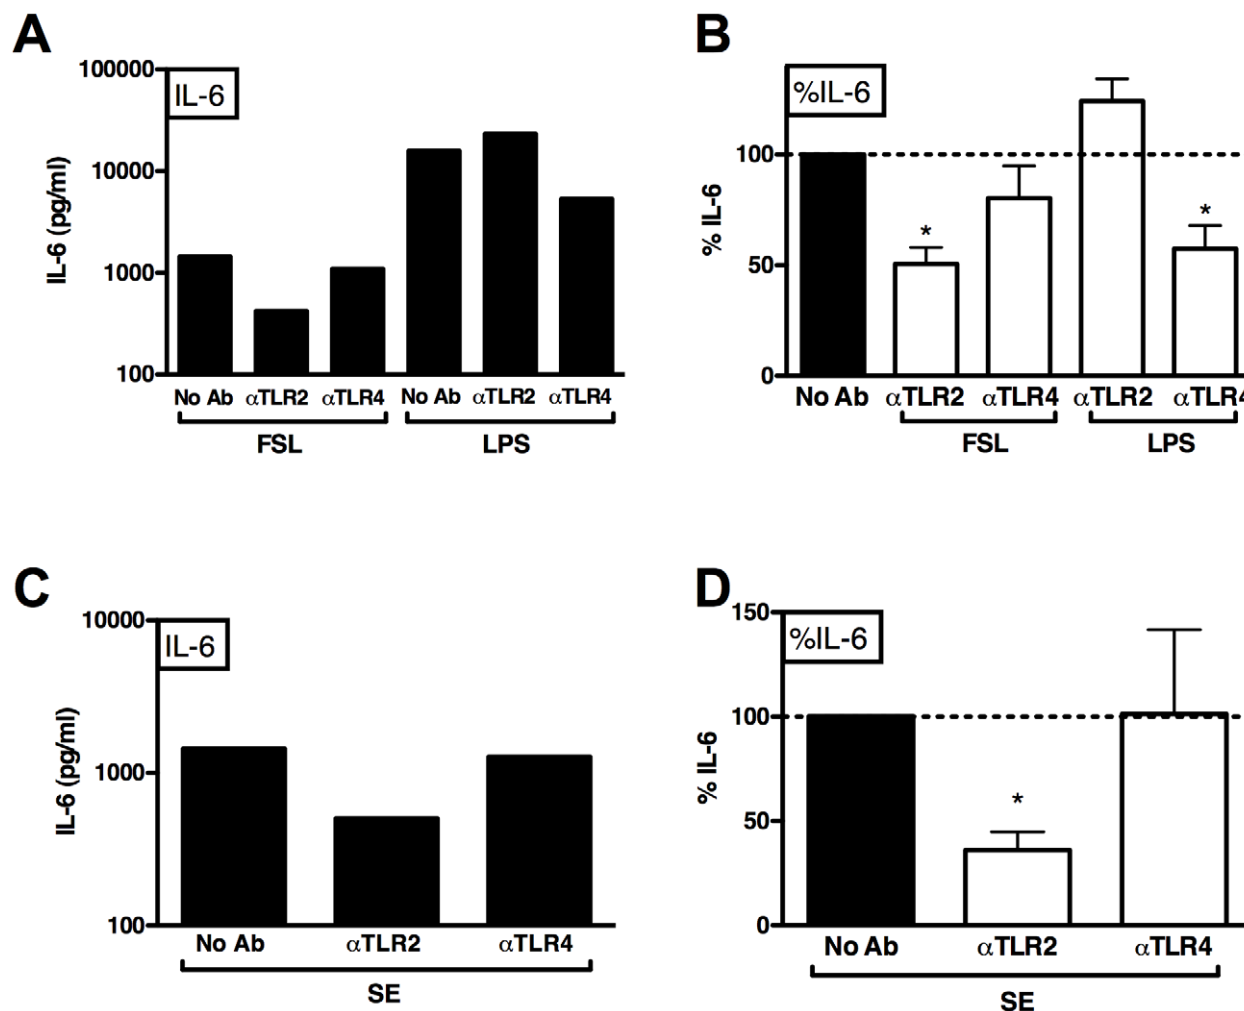 A
IL-6
IL-6 (pg/ml)
100000
10000
1000
100
No Ab αTLR2 αTLR4 No Ab αTLR2 αTLR4
FSL LPS
B
%IL-6
% IL-6
100
50
0
* *
No Ab αTLR2 αTLR4 αTLR2 αTLR4
FSL LPS
C
IL-6
IL-6 (pg/ml)
10000
1000
100
No Ab αTLR2 αTLR4
SE
D
%IL-6
% IL-6
150
100
50
0
*
No Ab αTLR2 αTLR4
SE